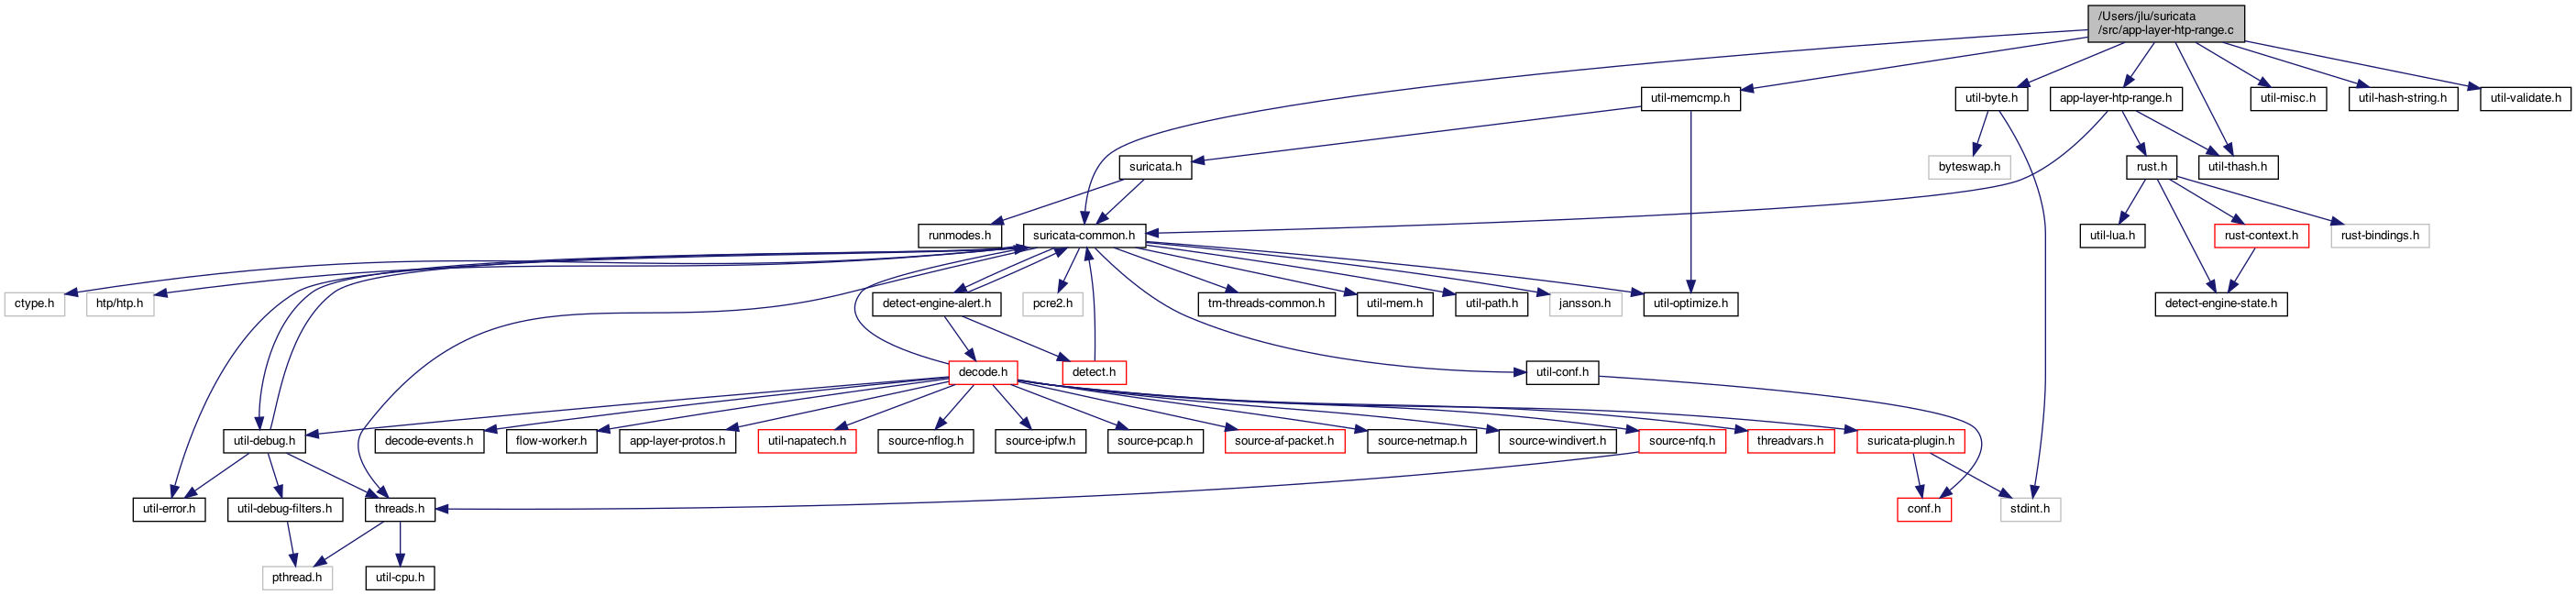 /Users/jlu/suricata
/src/app-layer-htp-range.c
util-memcmp.h
util-byte.h
app-layer-htp-range.h
util-misc.h
util-hash-string.h
util-validate.h
suricata.h
byteswap.h
rust.h
util-thash.h
runmodes.h
suricata-common.h
util-lua.h
rust-context.h
rust-bindings.h
ctype.h
htp/htp.h
detect-engine-alert.h
pcre2.h
tm-threads-common.h
util-mem.h
util-path.h
jansson.h
util-optimize.h
detect-engine-state.h
decode.h
detect.h
util-conf.h
util-debug.h
decode-events.h
flow-worker.h
app-layer-protos.h
util-napatech.h
source-nflog.h
source-ipfw.h
source-pcap.h
source-af-packet.h
source-netmap.h
source-windivert.h
source-nfq.h
threadvars.h
suricata-plugin.h
util-error.h
util-debug-filters.h
threads.h
conf.h
stdint.h
pthread.h
util-cpu.h